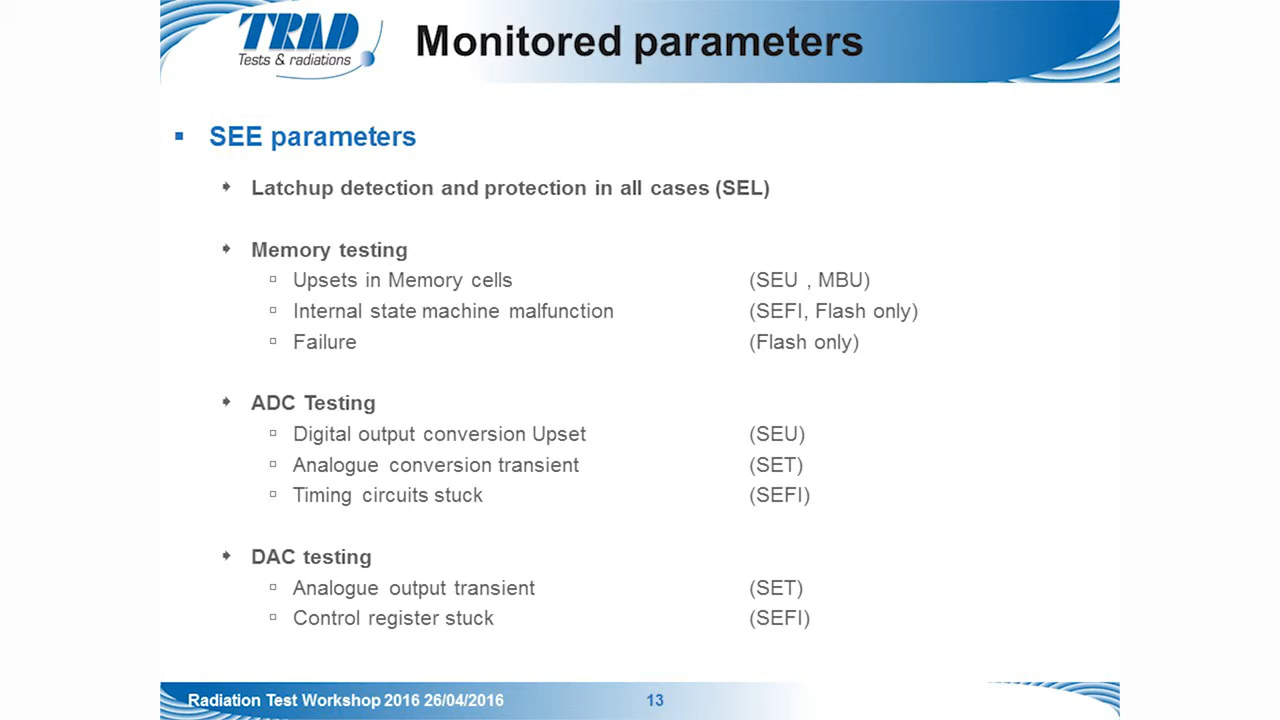 TRAD
Tests & radiations
Monitored parameters
SEE parameters
Latchup detection and protection in all cases (SEL)
Memory testing
Upsets in Memory cells (SEU , MBU)
Internal state machine malfunction (SEFI, Flash only)
Failure (Flash only)
ADC Testing
Digital output conversion Upset (SEU)
Analogue conversion transient (SET)
Timing circuits stuck (SEFI)
DAC testing
Analogue output transient (SET)
Control register stuck (SEFI)
Radiation Test Workshop 2016 26/04/2016 13